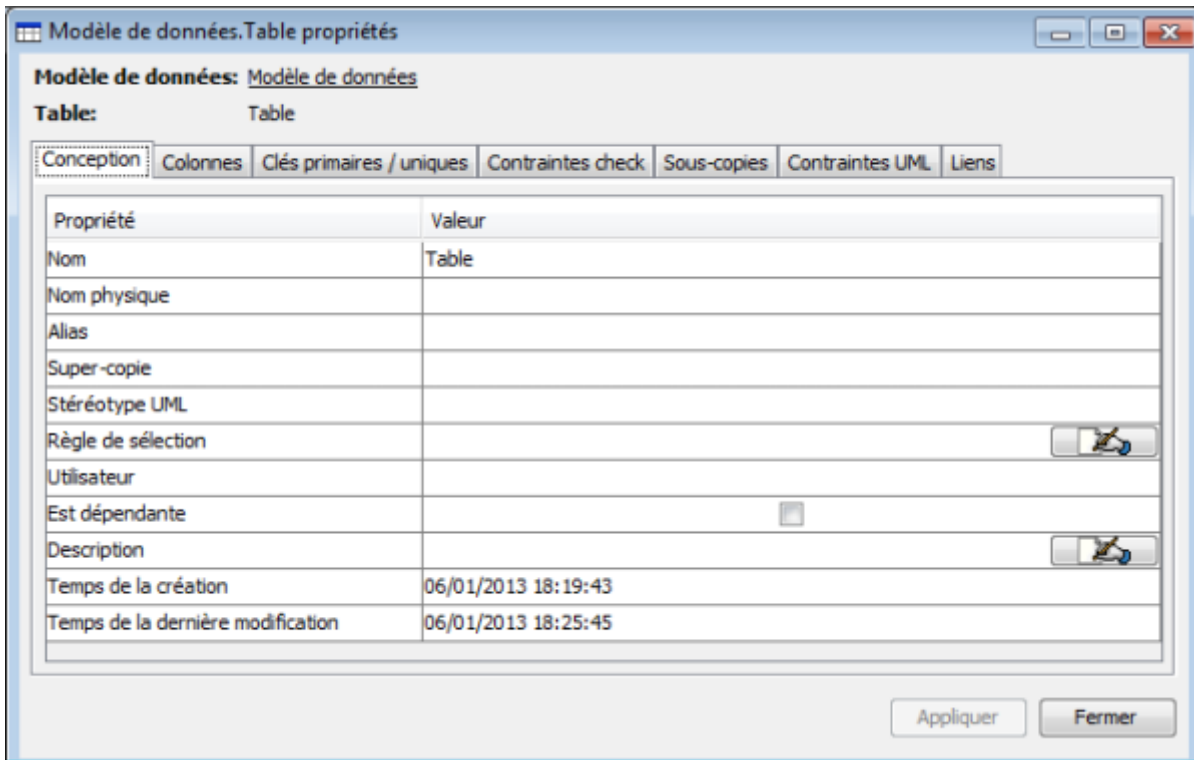 Modèle de données.Table propriétés
Modèle de données: Modèle de données
Table: Table
Conception Colonnes Clés primaires / uniques Contraintes check Sous-copies Contraintes UML Liens
Propriété Valeur
Nom Table
Nom physique
Alias
Super-copie
Stéréotype UML
Règle de sélection
Utilisateur
Est dépendante
Description
Temps de la création 06/01/2013 18:19:43
Temps de la dernière modification 06/01/2013 18:25:45
Appliquer Fermer